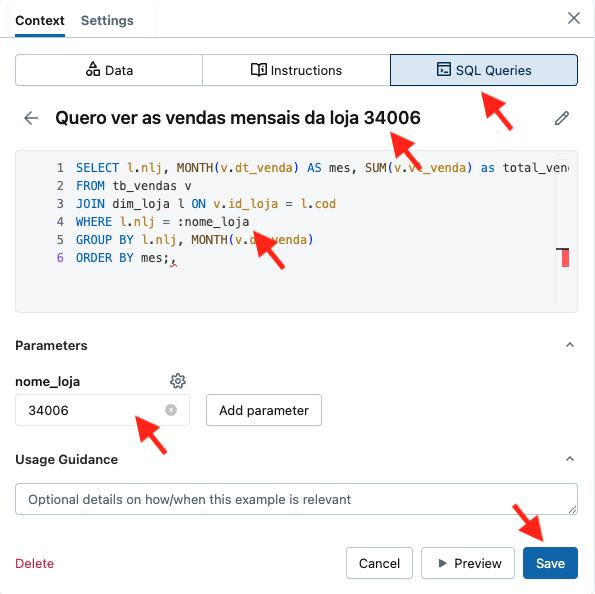 Context Settings
Data Instructions SQL Queries
Quero ver as vendas mensais da loja 34006
1 SELECT l.nlj, MONTH(v.dt_venda) AS mes, SUM(v. _venda) as total_ven
2 FROM tb_vendas v
3 JOIN dim_loja l ON v.id_loja = l.cod
4 WHERE l.nlj = :nome_loja
5 GROUP BY l.nlj, MONTH(v. venda)
6 ORDER BY mes;,
Parameters
nome_loja
34006 Add parameter
Usage Guidance
Optional details on how/when this example is relevant
Delete Cancel Preview Save